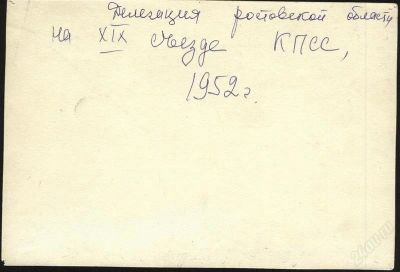 Делегация ростовской области
на XIX съезде КПСС,
1952 г.